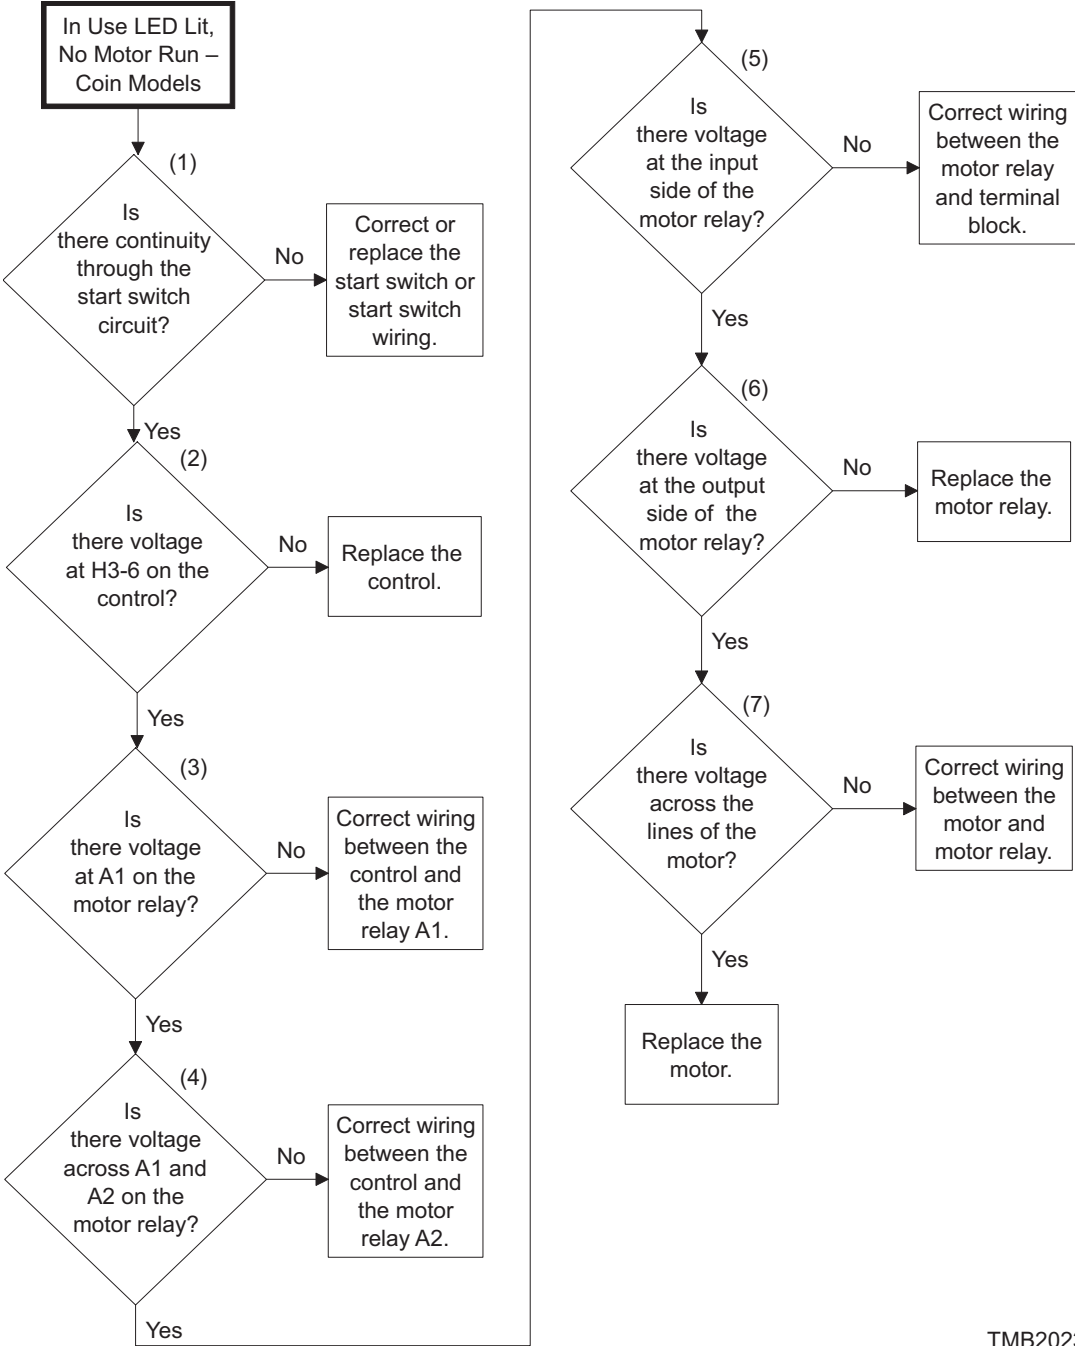 In Use LED Lit,
No Motor Run –
Coin Models
(1)
Is
there continuity
through the
start switch
circuit?
No
Correct or
replace the
start switch or
start switch
wiring.
Yes
(2)
Is
there voltage
at H3-6 on the
control?
No
Replace the
control.
Yes
(3)
Is
there voltage
at A1 on the
motor relay?
No
Correct wiring
between the
control and
the motor
relay A1.
Yes
(4)
Is
there voltage
across A1 and
A2 on the
motor relay?
No
Correct wiring
between the
control and
the motor
relay A2.
Yes
(5)
Is
there voltage
at the input
side of the
motor relay?
No
Correct wiring
between the
motor relay
and terminal
block.
Yes
(6)
Is
there voltage
at the output
side of the
motor relay?
No
Replace the
motor relay.
Yes
(7)
Is
there voltage
across the
lines of the
motor?
No
Correct wiring
between the
motor and
motor relay.
Yes
Replace the
motor.